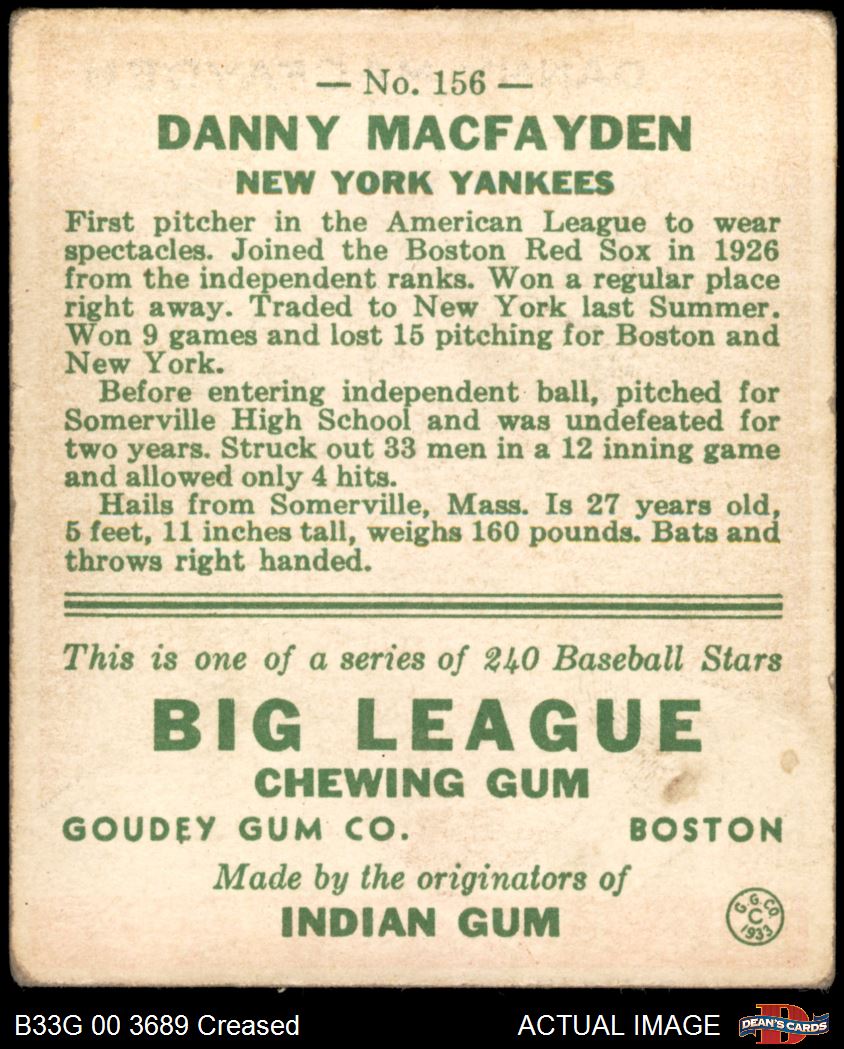 — No. 156 —
DANNY MACFAYDEN
NEW YORK YANKEES
First pitcher in the American League to wear
spectacles. Joined the Boston Red Sox in 1926
from the independent ranks. Won a regular place
right away. Traded to New York last Summer.
Won 9 games and lost 15 pitching for Boston and
New York.
Before entering independent ball, pitched for
Somerville High School and was undefeated for
two years. Struck out 33 men in a 12 inning game
and allowed only 4 hits.
Hails from Somerville, Mass. Is 27 years old,
5 feet, 11 inches tall, weighs 160 pounds. Bats and
throws right handed.
This is one of a series of 240 Baseball Stars
BIG LEAGUE
CHEWING GUM
GOUDEY GUM CO. BOSTON
Made by the originators of
INDIAN GUM
G.G.CO.
C
1933
B33G 00 3689 Creased ACTUAL IMAGE
D
DEAN'S CARDS